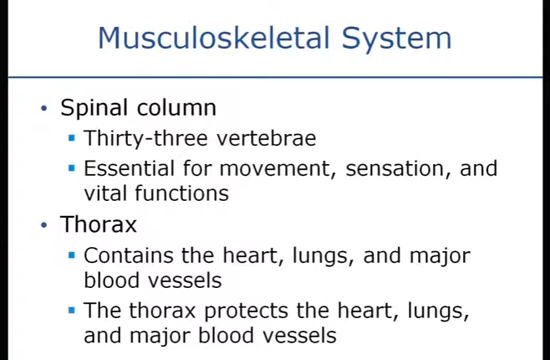 Musculoskeletal System
• Spinal column
▪ Thirty-three vertebrae
▪ Essential for movement, sensation, and
vital functions
• Thorax
▪ Contains the heart, lungs, and major
blood vessels
▪ The thorax protects the heart, lungs,
and major blood vessels